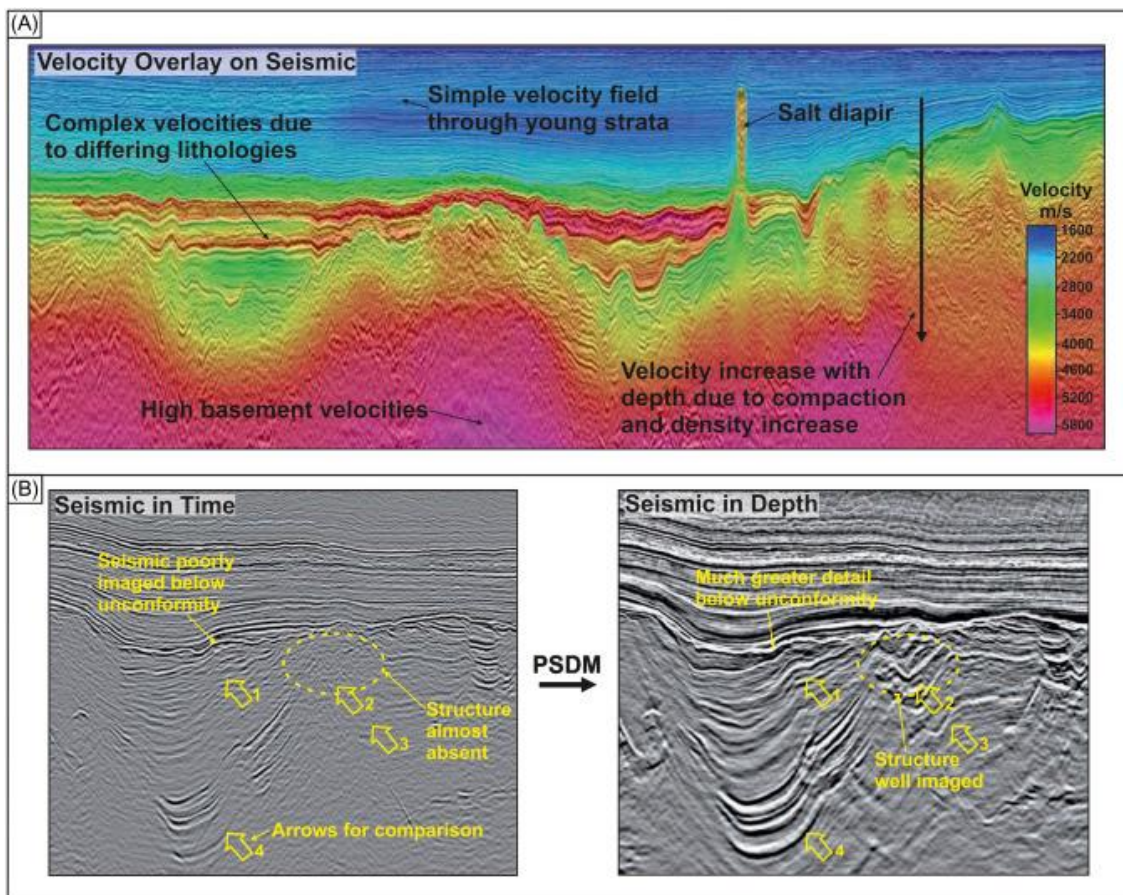 (A)
Velocity Overlay on Seismic
Simple velocity field
through young strata
Complex velocities due
to differing lithologies
Salt diapir
Velocity
m/s
1600
2200
2800
3400
4000
4600
5200
5800
Velocity increase with
depth due to compaction
and density increase
High basement velocities
(B)
Seismic in Time
Seismic poorly
imaged below
unconformity
1
2
3
Structure
almost
absent
4
Arrows for comparison
PSDM
Seismic in Depth
Much greater detail
below unconformity
1
2
3
Structure
well imaged
4